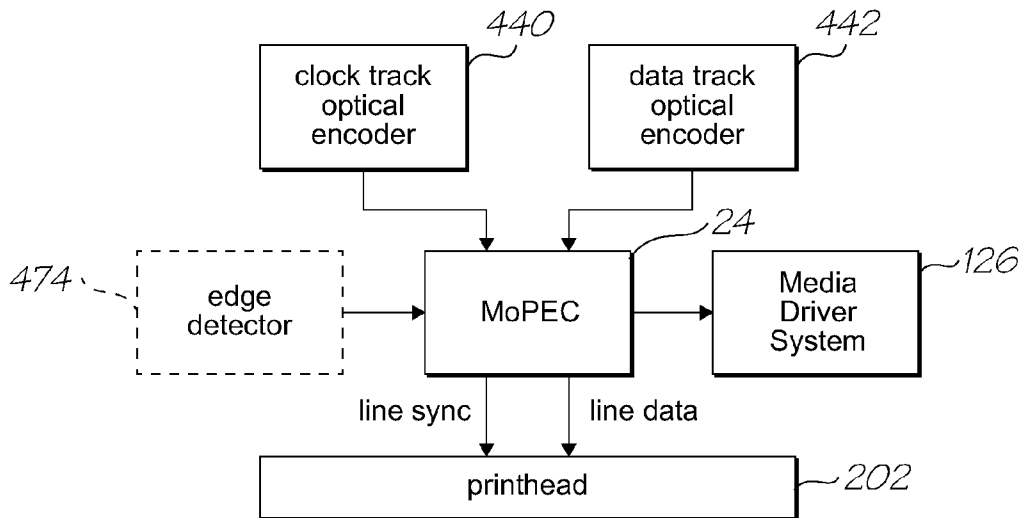 440
442
clock track
optical
encoder
data track
optical
encoder
24
126
474
edge
detector
MoPEC
Media
Driver
System
line sync
line data
printhead
202